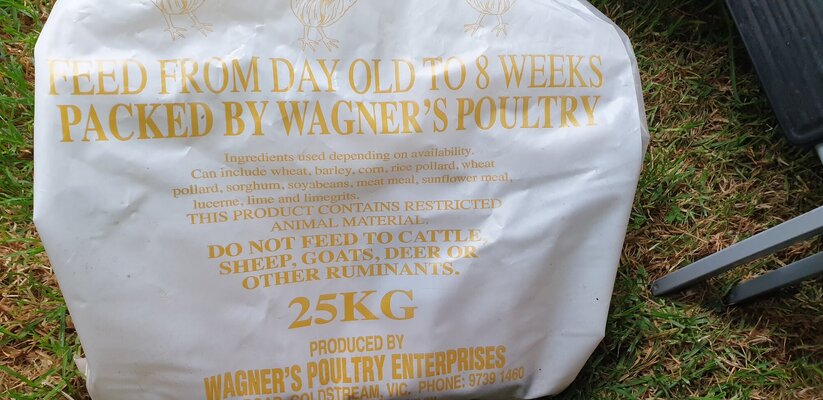 FEED FROM DAY OLD TO 8 WEEKS
PACKED BY WAGNER'S POULTRY
Ingredients used depending on availability.
Can include wheat, barley, corn, rice pollard, wheat
pollard, sorghum, soyabeans, meat meal, sunflower meal,
lucerne, lime and limegrits.
THIS PRODUCT CONTAINS RESTRICTED
ANIMAL MATERIAL.
DO NOT FEED TO CATTLE,
SHEEP, GOATS, DEER OR
OTHER RUMINANTS.
25KG
PRODUCED BY
WAGNER'S POULTRY ENTERPRISES
ROAD, COLDSTREAM, VIC. PHONE: 9739 1460